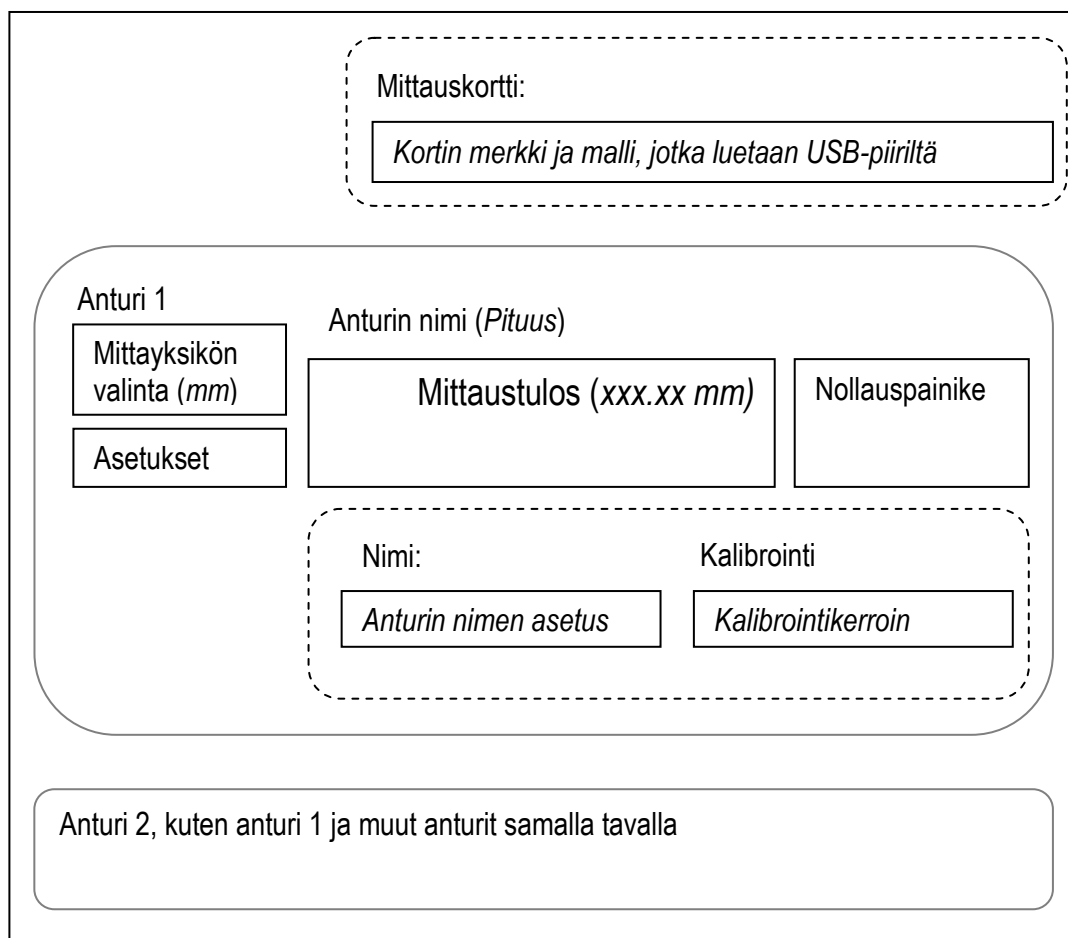 Mittauskortti:
Kortin merkki ja malli, jotka luetaan USB-piiriltä
Anturi 1
Mittayksikön
valinta (mm)
Asetukset
Anturin nimi (Pituus)
Mittaustulos (xxx.xx mm)
Nollauspainike
Nimi:
Anturin nimen asetus
Kalibrointi
Kalibrointikerroin
Anturi 2, kuten anturi 1 ja muut anturit samalla tavalla